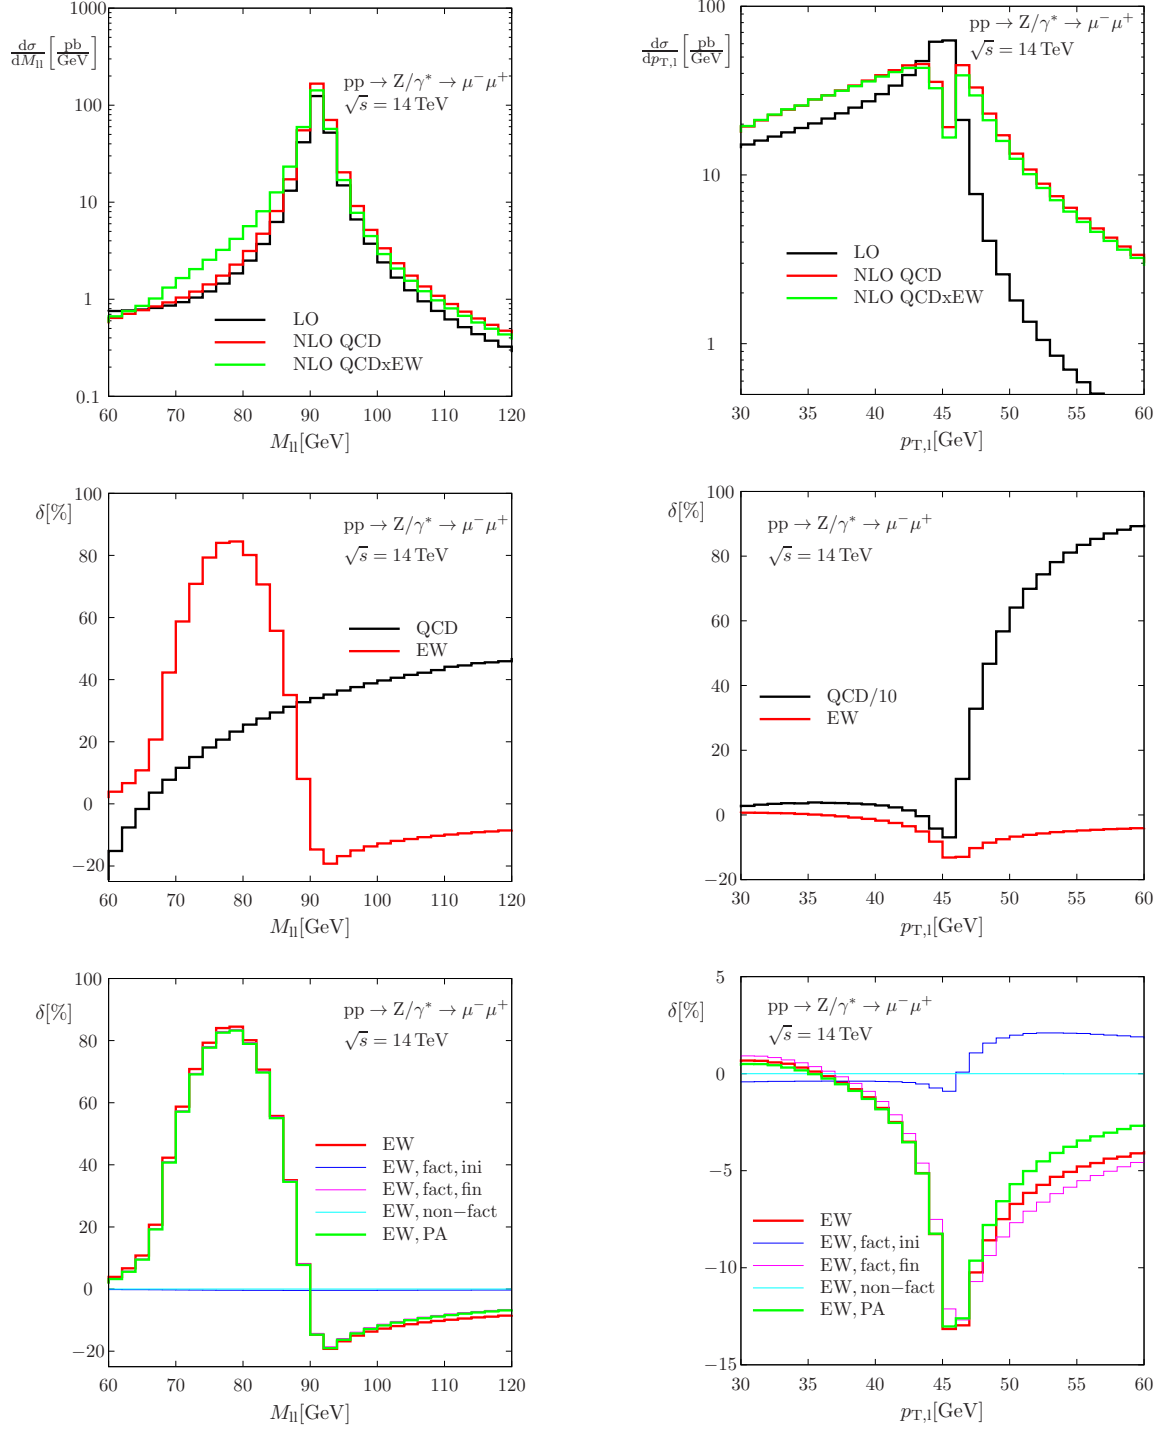 dσ/dM_ll [pb/GeV]
1000
100
10
1
0.1
pp → Z/γ* → μ⁻μ⁺
√s = 14 TeV
LO
NLO QCD
NLO QCDxEW
60 70 80 90 100 110 120
M_ll[GeV]
dσ/dp_T,l [pb/GeV]
100
10
1
pp → Z/γ* → μ⁻μ⁺
√s = 14 TeV
LO
NLO QCD
NLO QCDxEW
30 35 40 45 50 55 60
p_T,l[GeV]
δ[%]
100
80
60
40
20
0
−20
pp → Z/γ* → μ⁻μ⁺
√s = 14 TeV
QCD
EW
60 70 80 90 100 110 120
M_ll[GeV]
δ[%]
100
80
60
40
20
0
−20
pp → Z/γ* → μ⁻μ⁺
√s = 14 TeV
QCD/10
EW
30 35 40 45 50 55 60
p_T,l[GeV]
δ[%]
100
80
60
40
20
0
−20
pp → Z/γ* → μ⁻μ⁺
√s = 14 TeV
EW
EW, fact, ini
EW, fact, fin
EW, non−fact
EW, PA
60 70 80 90 100 110 120
M_ll[GeV]
δ[%]
5
0
−5
−10
−15
pp → Z/γ* → μ⁻μ⁺
√s = 14 TeV
EW
EW, fact, ini
EW, fact, fin
EW, non−fact
EW, PA
30 35 40 45 50 55 60
p_T,l[GeV]